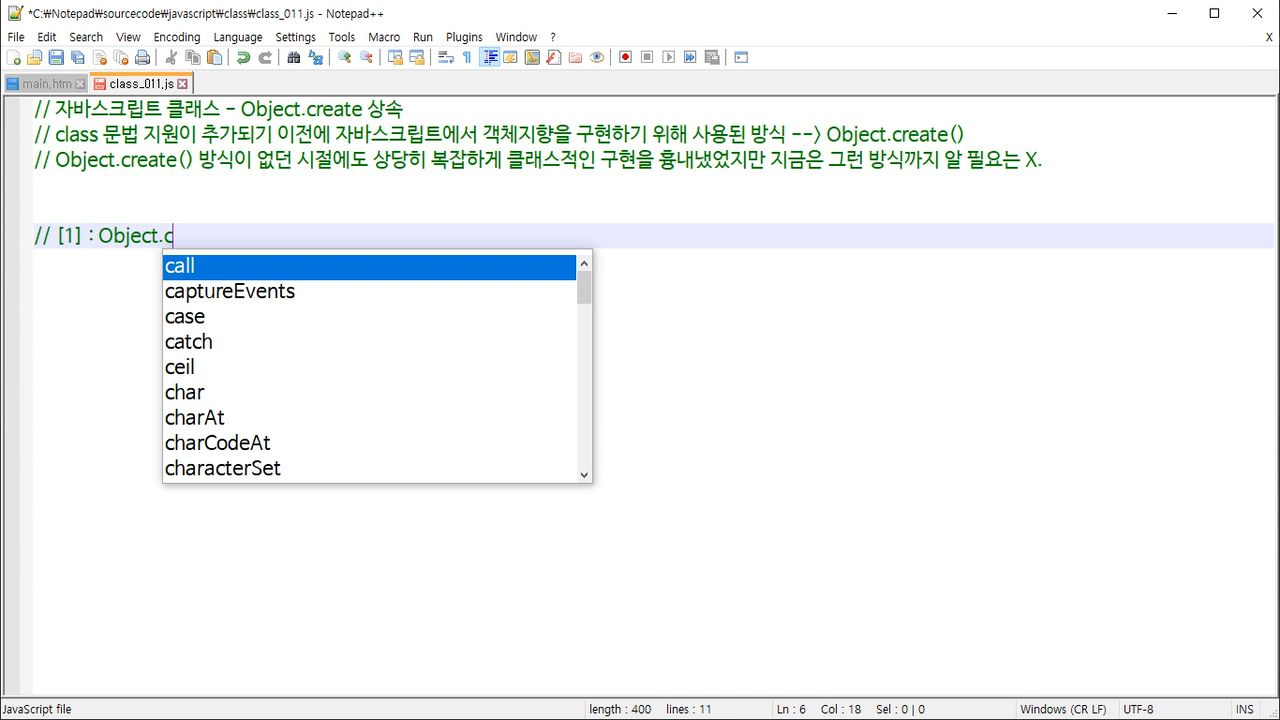 *C:₩Notepad₩sourcecode₩javascript₩class₩class_011.js - Notepad++
File Edit Search View Encoding Language Settings Tools Macro Run Plugins Window ? X
main.htm class_011.js
// 자바스크립트 클래스 - Object.create 상속
// class 문법 지원이 추가되기 이전에 자바스크립트에서 객체지향을 구현하기 위해 사용된 방식 --> Object.create()
// Object.create() 방식이 없던 시절에도 상당히 복잡하게 클래스적인 구현을 흉내냈었지만 지금은 그런 방식까지 알 필요는 X.
// [1] : Object.c
call
captureEvents
case
catch
ceil
char
charAt
charCodeAt
characterSet
JavaScript file length : 400 lines : 11 Ln : 6 Col : 18 Sel : 0 | 0 Windows (CR LF) UTF-8 INS